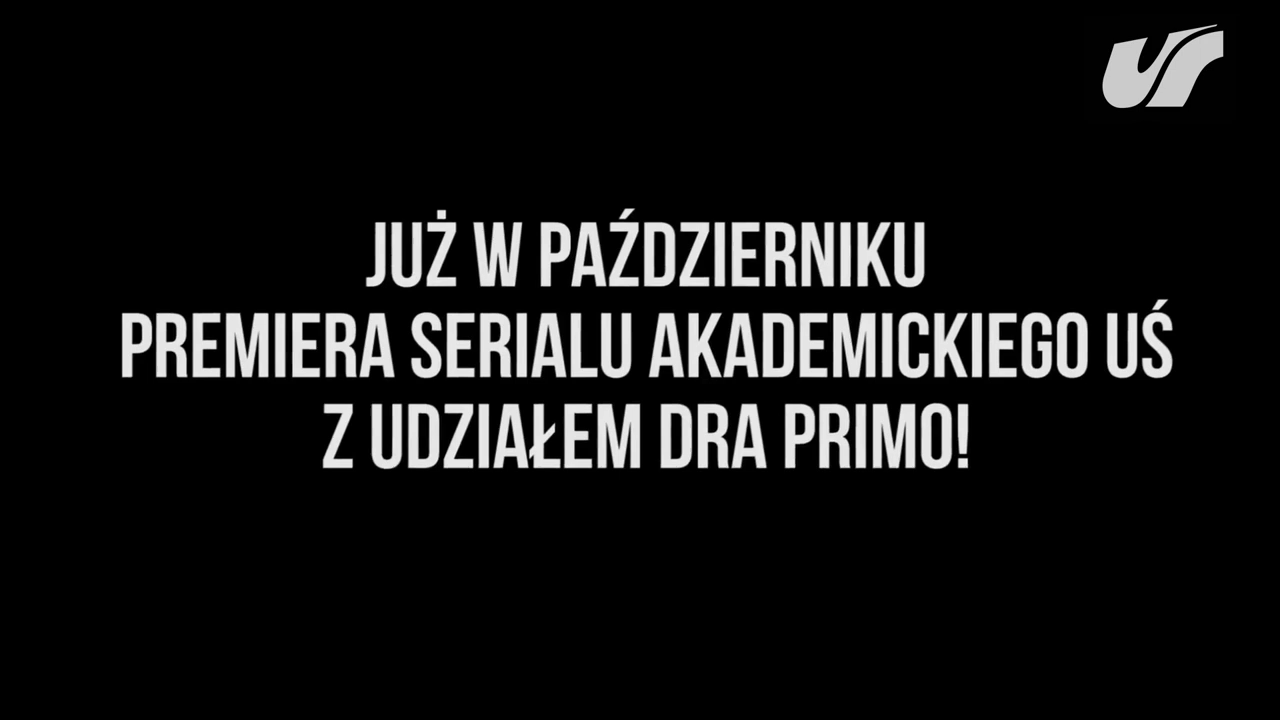 JUŻ W PAŹDZIERNIKU
PREMIERA SERIALU AKADEMICKIEGO UŚ
Z UDZIAŁEM DRA PRIMO!